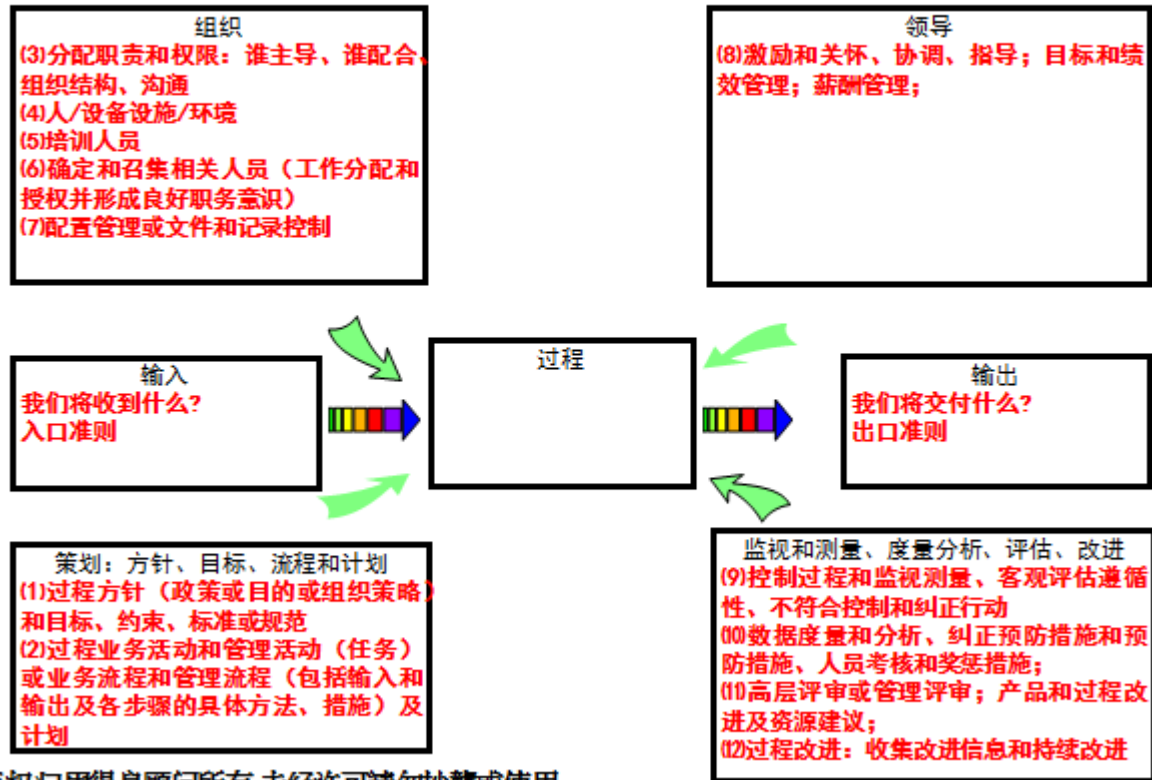 组织
⑶分配职责和权限：谁主导、谁配合、
组织结构、沟通
⑷人/设备设施/环境
⑸培训人员
⑹确定和召集相关人员（工作分配和
授权并形成良好职务意识）
⑺配置管理或文件和记录控制
领导
⑻激励和关怀、协调、指导；目标和绩
效管理；薪酬管理；
输入
我们将收到什么?
入口准则
过程
输出
我们将交付什么?
出口准则
策划：方针、目标、流程和计划
⑴过程方针（政策或目的或组织策略）
和目标、约束、标准或规范
⑵过程业务活动和管理活动（任务）
或业务流程和管理流程（包括输入和
输出及各步骤的具体方法、措施）及
计划
监视和测量、度量分析、评估、改进
⑼控制过程和监视测量、客观评估遵循
性、不符合控制和纠正行动
⑽数据度量和分析、纠正预防措施和预
防措施、人员考核和奖惩措施；
⑾高层评审或管理评审；产品和过程改
进及资源建议；
⑿过程改进：收集改进信息和持续改进